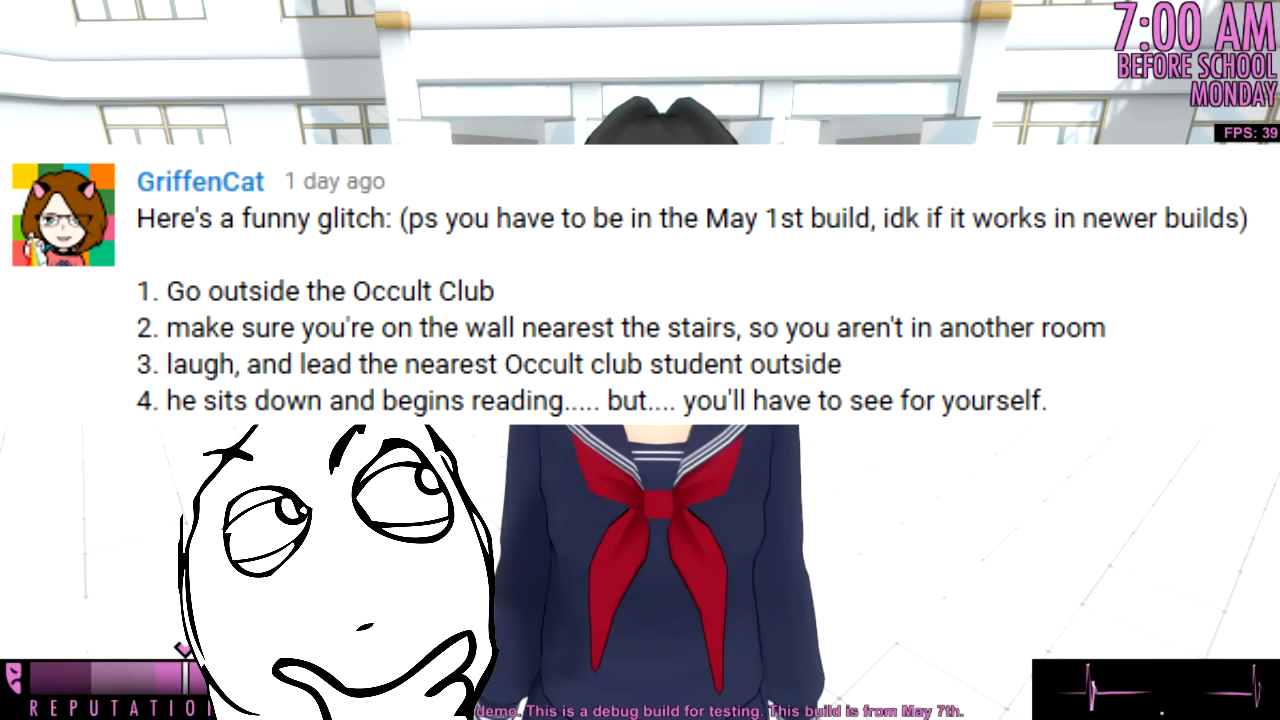 7:00 AM
BEFORE SCHOOL
MONDAY
FPS: 39
GriffenCat 1 day ago
Here's a funny glitch: (ps you have to be in the May 1st build, idk if it works in newer builds)
1. Go outside the Occult Club
2. make sure you're on the wall nearest the stairs, so you aren't in another room
3. laugh, and lead the nearest Occult club student outside
4. he sits down and begins reading..... but.... you'll have to see for yourself.
REPUTATIO
demo. This is a debug build for testing. This build is from May 7th.